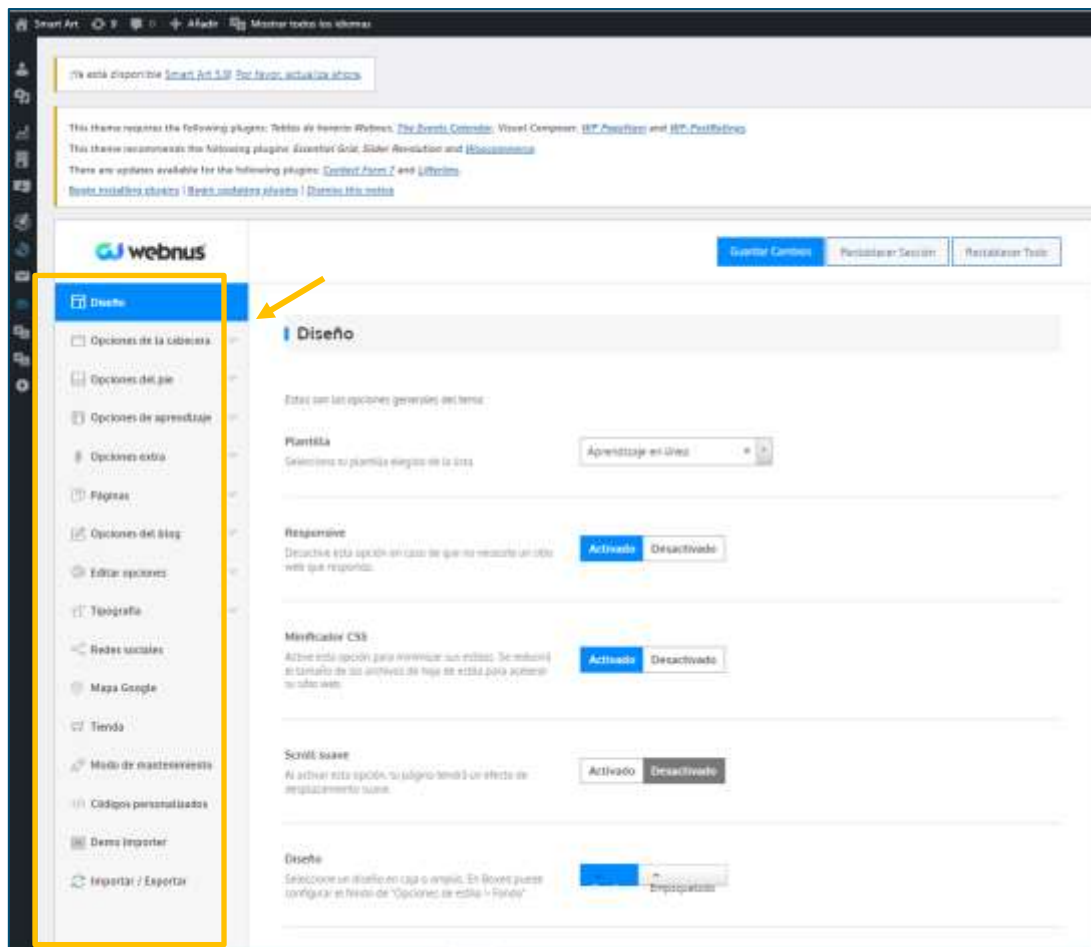 Smart Art 9 0 + Añadir Mostrar todos los idiomas
¡Ya está disponible Smart Art 5.9! Por favor, actualiza ahora.
This theme requires the following plugins: Tablas de horario Webnus, The Events Calendar, Visual Composer, WP-PageNavi and WP-PostRatings.
This theme recommends the following plugins: Essential Grid, Slider Revolution and Woocommerce.
There are updates available for the following plugins: Contact Form 7 and Lifterlms.
Begin installing plugins | Begin updating plugins | Dismiss this notice
webnus
Guardar Cambios Restablecer Sección Restablecer Todo
Diseño
Opciones de la cabecera
Opciones del pie
Opciones de aprendizaje
Opciones extra
Páginas
Opciones del blog
Editar opciones
Tipografía
Redes sociales
Mapa Google
Tienda
Modo de mantenimiento
Códigos personalizados
Demo Importer
Importar / Exportar
Diseño
Estas son las opciones generales del tema
Plantilla
Selecciona tu plantilla elegida de la lista
Aprendizaje en línea
Responsive
Desactive esta opción en caso de que no necesite un sitio
web que responda.
Activado Desactivado
Minificador CSS
Active esta opción para minimizar sus estilos. Se reducirá
el tamaño de los archivos de hoja de estilo para acelerar
su sitio web.
Activado Desactivado
Scroll suave
Al activar esta opción, tu página tendrá un efecto de
desplazamiento suave.
Activado Desactivado
Diseño
Seleccione un diseño en caja o amplio. En Boxed puede
configurar el fondo de "Opciones de estilo > Fondo"
Empaquetado